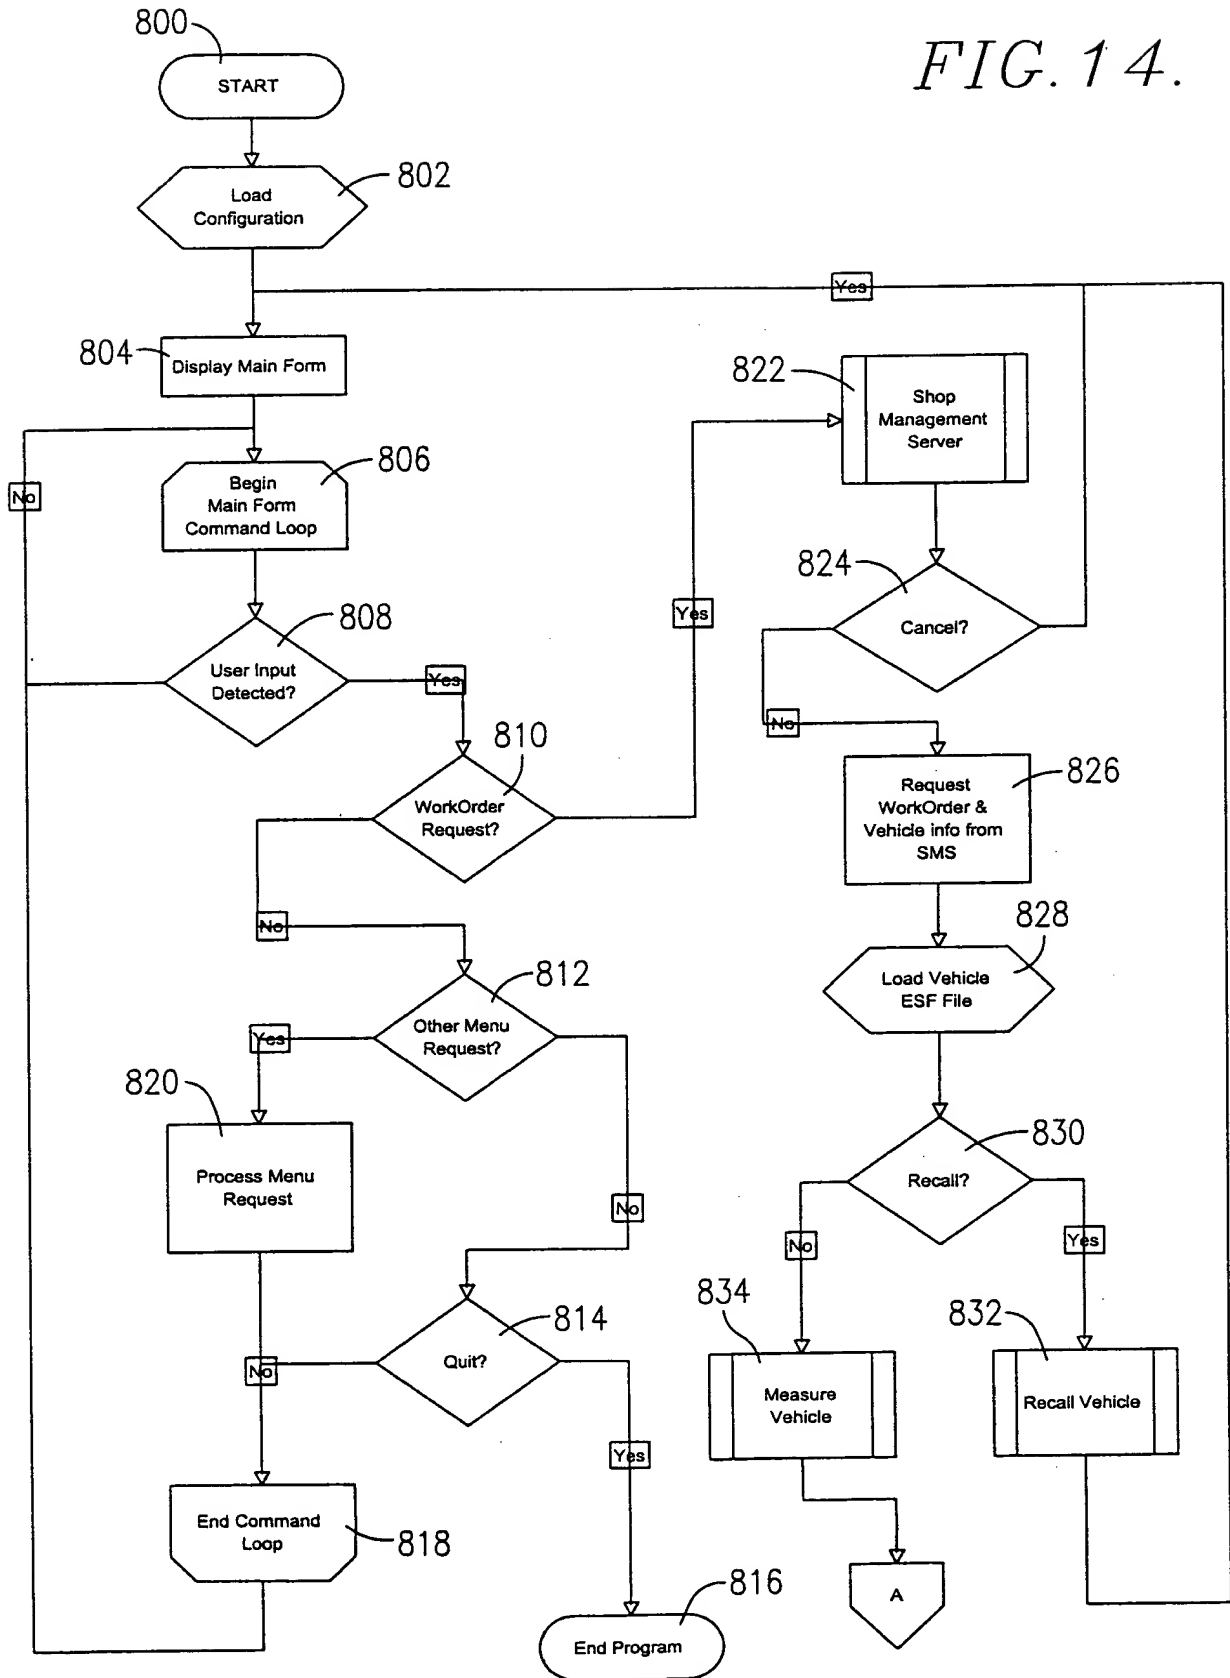 FIG. 14.
800
START
802
Load
Configuration
Yes
804
Display Main Form
806
Begin
Main Form
Command Loop
No
808
User Input
Detected?
Yes
810
WorkOrder
Request?
Yes
No
812
Other Menu
Request?
Yes
No
820
Process Menu
Request
814
Quit?
No
Yes
818
End Command
Loop
816
End Program
822
Shop
Management
Server
824
Cancel?
No
826
Request
WorkOrder &
Vehicle info from
SMS
828
Load Vehicle
ESF File
830
Recall?
No
Yes
834
Measure
Vehicle
832
Recall Vehicle
A